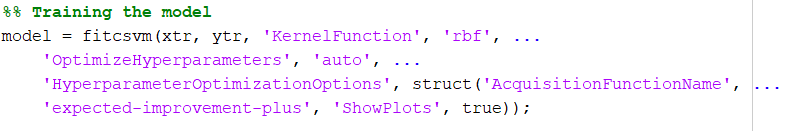 %% Training the model
model = fitcsvm(xtr, ytr, 'KernelFunction', 'rbf', ...
'OptimizeHyperparameters', 'auto', ...
'HyperparameterOptimizationOptions', struct('AcquisitionFunctionName', ...
'expected-improvement-plus', 'ShowPlots', true));